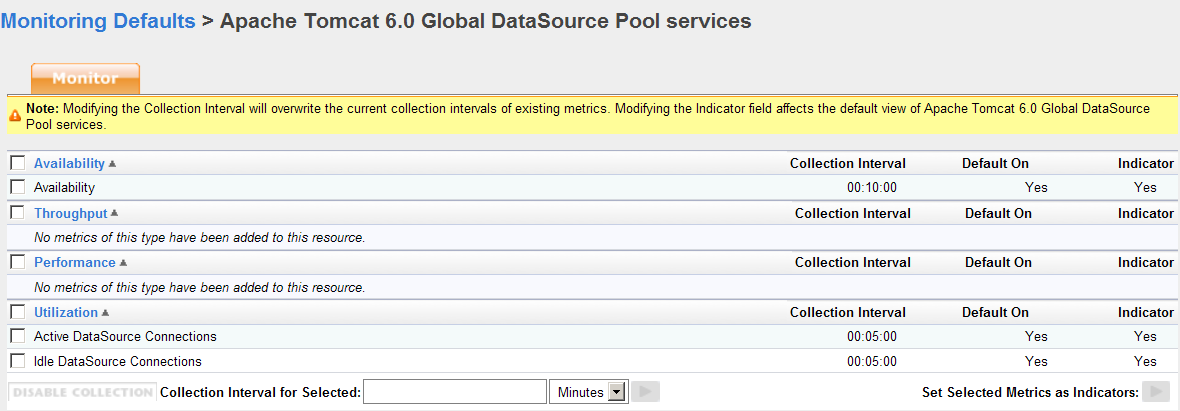 Monitoring Defaults > Apache Tomcat 6.0 Global DataSource Pool services
Monitor
Note: Modifying the Collection Interval will overwrite the current collection intervals of existing metrics. Modifying the Indicator field affects the default view of Apache Tomcat 6.0 Global DataSource
Pool services.
Availability Collection Interval Default On Indicator
Availability 00:10:00 Yes Yes
Throughput Collection Interval Default On Indicator
No metrics of this type have been added to this resource.
Performance Collection Interval Default On Indicator
No metrics of this type have been added to this resource.
Utilization Collection Interval Default On Indicator
Active DataSource Connections 00:05:00 Yes Yes
Idle DataSource Connections 00:05:00 Yes Yes
DISABLE COLLECTION Collection Interval for Selected: Minutes Set Selected Metrics as Indicators: